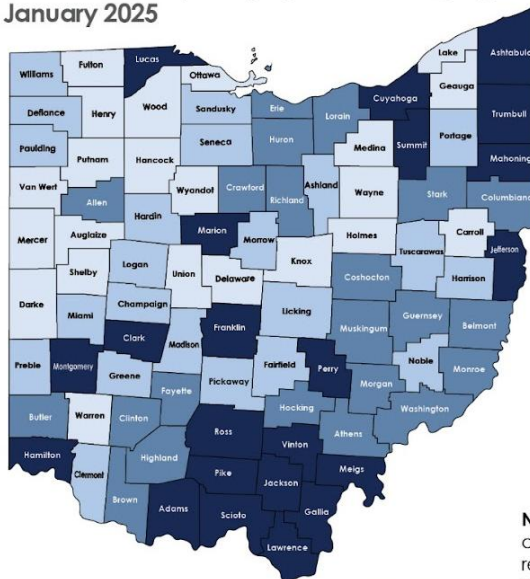 January 2025
Lucas
Fulton
Williams
Ottawa
Lake
Ashtabula
Geauga
Cuyahoga
Defiance
Henry
Wood
Sandusky
Erie
Lorain
Trumbull
Paulding
Seneca
Huron
Medina
Summit
Portage
Putnam
Hancock
Mahoning
Van Wert
Wyandot
Crawford
Richland
Ashland
Wayne
Stark
Columbiana
Allen
Hardin
Marion
Morrow
Holmes
Carroll
Mercer
Auglaize
Tuscarawas
Jefferson
Logan
Union
Knox
Shelby
Delaware
Coshocton
Harrison
Darke
Champaign
Licking
Miami
Guernsey
Belmont
Franklin
Muskingum
Clark
Madison
Noble
Preble
Montgomery
Fairfield
Perry
Monroe
Greene
Pickaway
Morgan
Fayette
Washington
Butler
Warren
Clinton
Hocking
Athens
Ross
Hamilton
Highland
Vinton
Meigs
Clermont
Pike
Jackson
Brown
Adams
Scioto
Gallia
Lawrence